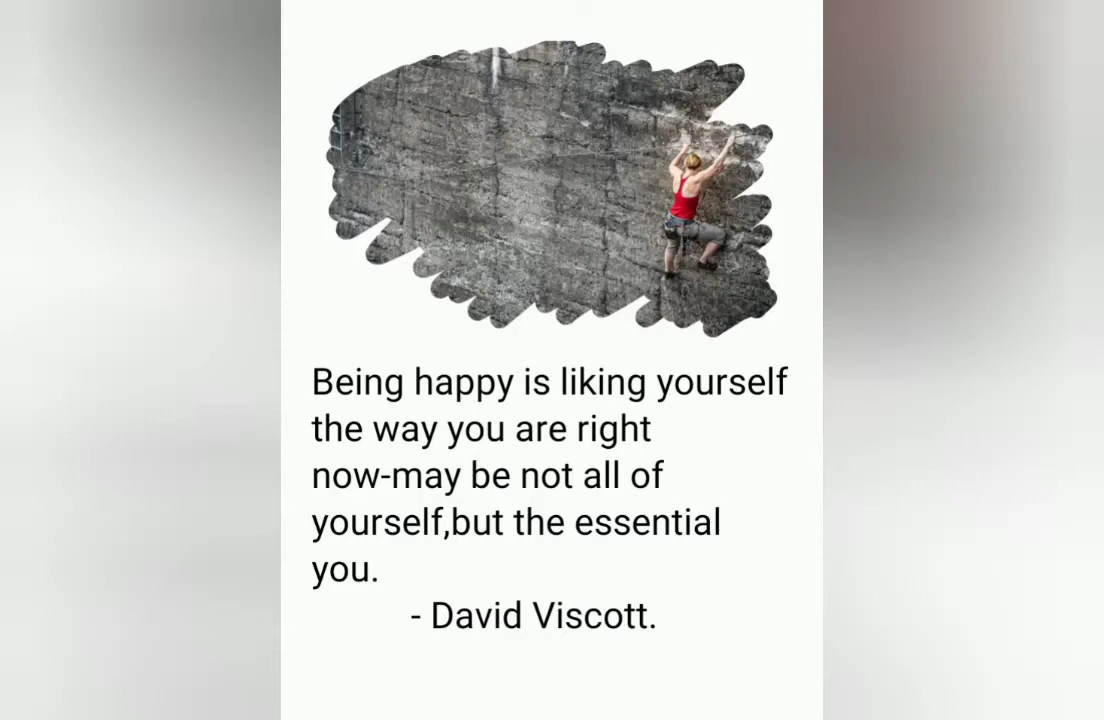 Being happy is liking yourself
the way you are right
now-may be not all of
yourself,but the essential
you.
- David Viscott.